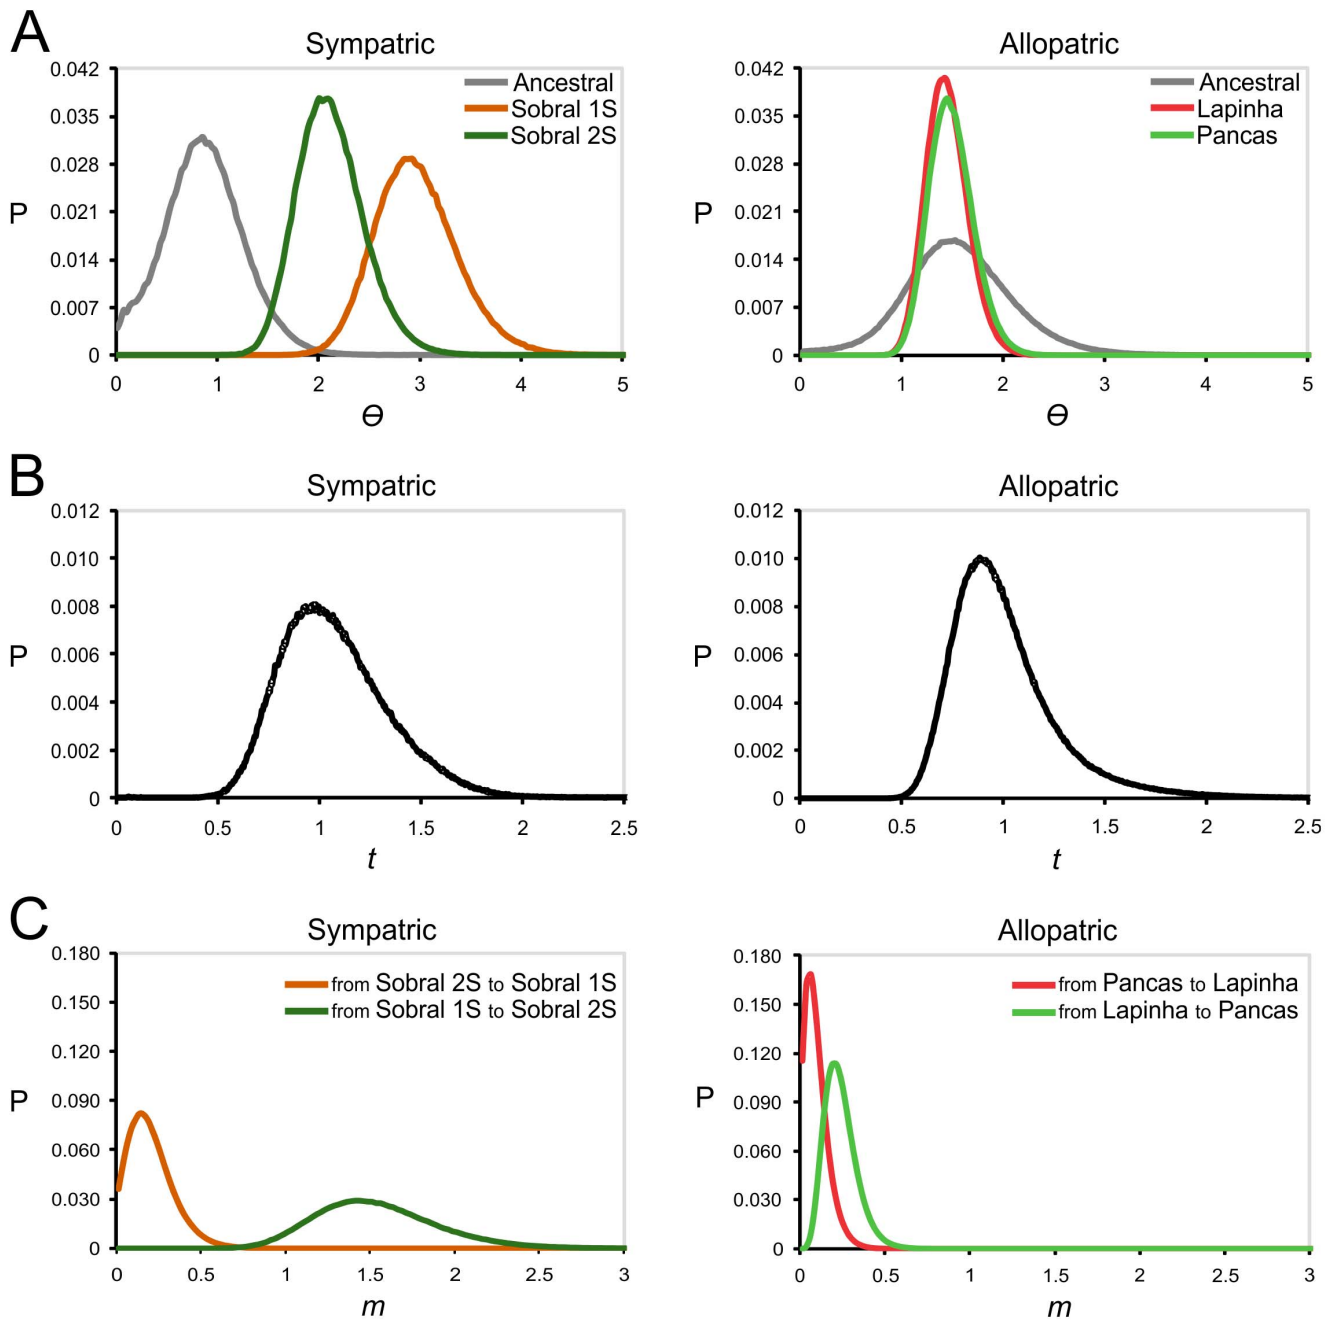 A
Sympatric
Allopatric
0.042
0.035
0.028
0.021
0.014
0.007
0
P
Ancestral
Sobral 1S
Sobral 2S
0 1 2 3 4 5
Ɵ
0.042
0.035
0.028
0.021
0.014
0.007
0
P
Ancestral
Lapinha
Pancas
0 1 2 3 4 5
Ɵ
B
Sympatric
Allopatric
0.012
0.010
0.008
0.006
0.004
0.002
0
P
0 0.5 1 1.5 2 2.5
t
0.012
0.010
0.008
0.006
0.004
0.002
0
P
0 0.5 1 1.5 2 2.5
t
C
Sympatric
Allopatric
0.180
0.150
0.120
0.090
0.060
0.030
0
P
from Sobral 2S to Sobral 1S
from Sobral 1S to Sobral 2S
0 0.5 1 1.5 2 2.5 3
m
0.180
0.150
0.120
0.090
0.060
0.030
0
P
from Pancas to Lapinha
from Lapinha to Pancas
0 0.5 1 1.5 2 2.5 3
m